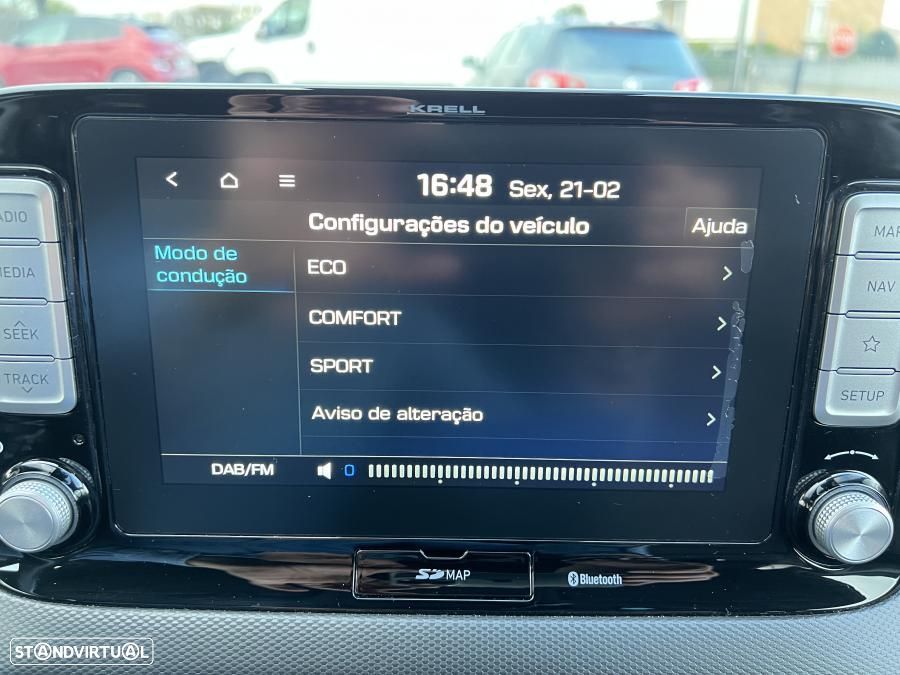 KRELL
16:48 Sex, 21-02
Configurações do veículo
Ajuda
Modo de
condução
ECO
COMFORT
SPORT
Aviso de alteração
DAB/FM
0
MEDIA
SEEK
TRACK
NAV
SETUP
SD MAP
Bluetooth
STANDVIRTUAL